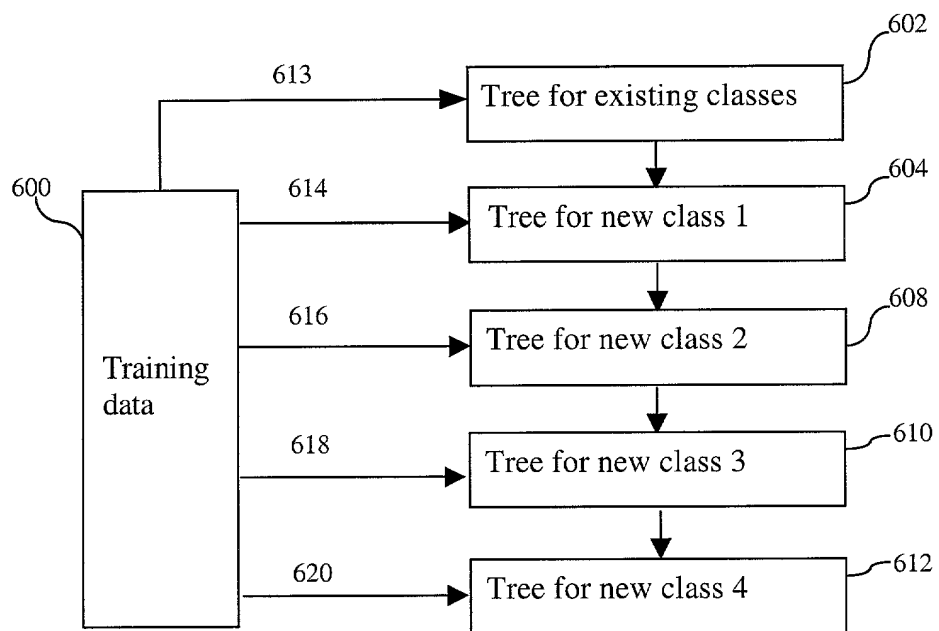 602
613
Tree for existing classes
600
614
604
Tree for new class 1
616
608
Tree for new class 2
Training
data
618
610
Tree for new class 3
620
612
Tree for new class 4